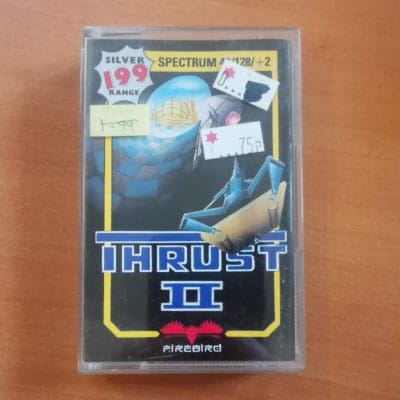 SILVER
199
RANGE
SPECTRUM 48/128/+2
1.99
75P
THRUST
II
FIREBIRD